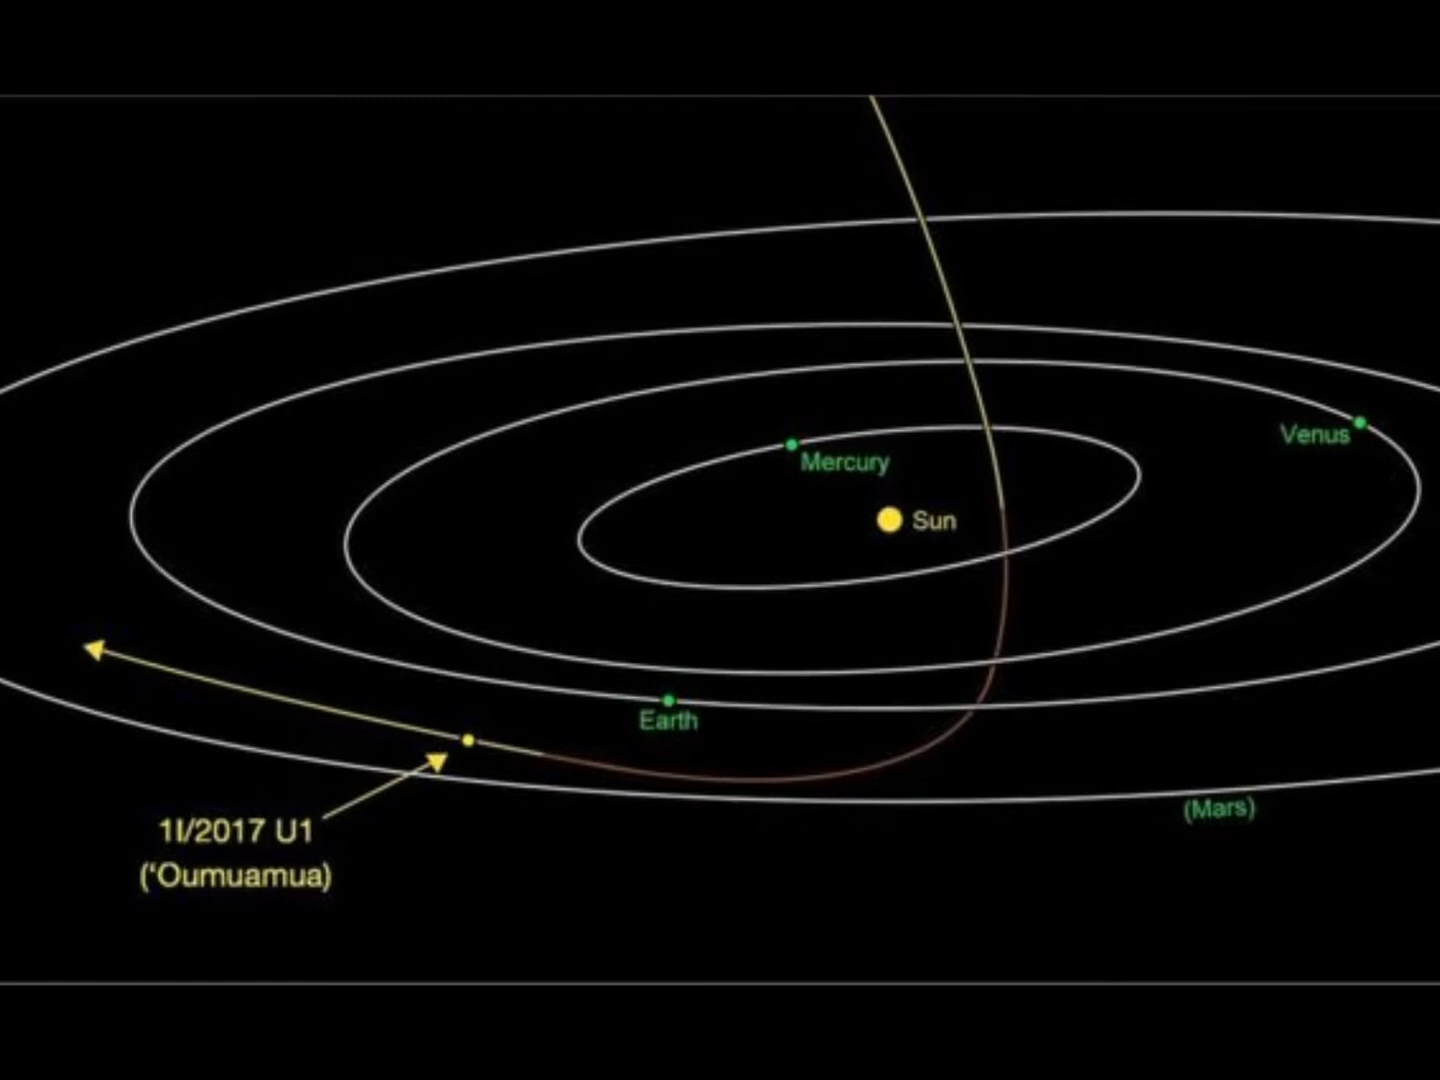 Venus
Mercury
Sun
Earth
(Mars)
1I/2017 U1
(‘Oumuamua)